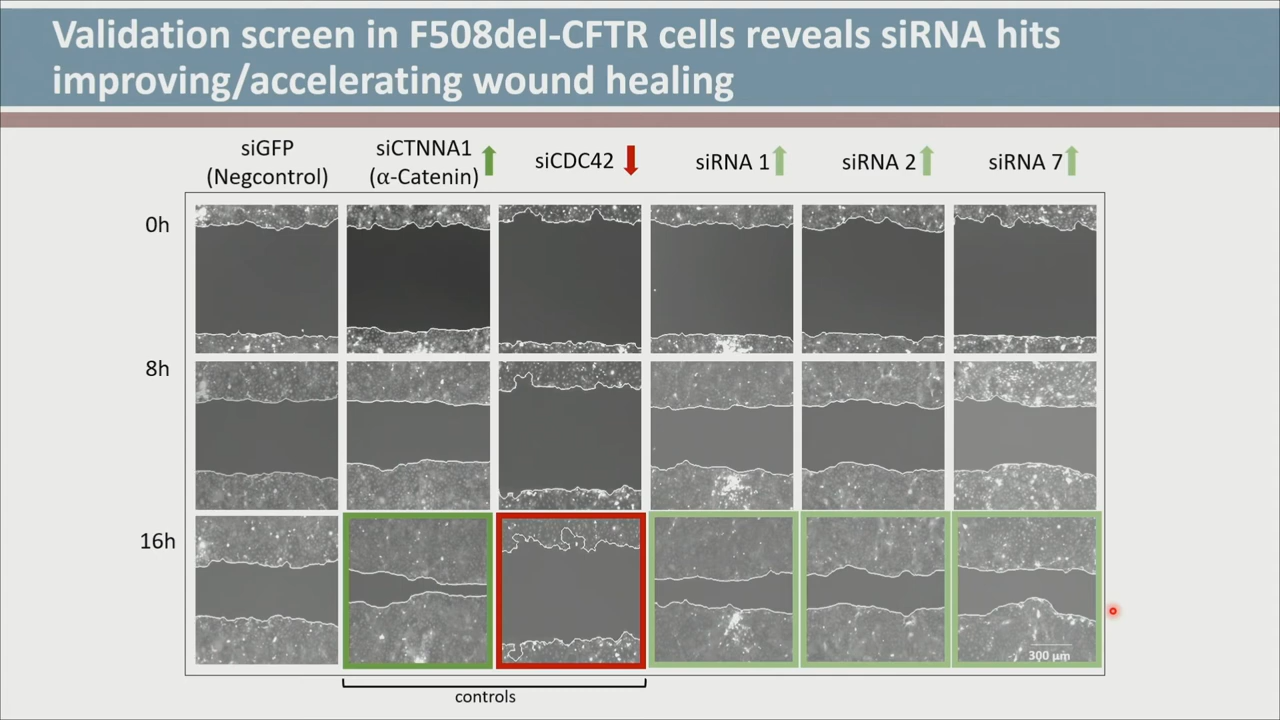 Validation screen in F508del-CFTR cells reveals siRNA hits
improving/accelerating wound healing
siGFP
(Negcontrol)
siCTNNA1
(α-Catenin)
siCDC42
siRNA 1
siRNA 2
siRNA 7
0h
8h
16h
300 µm
controls